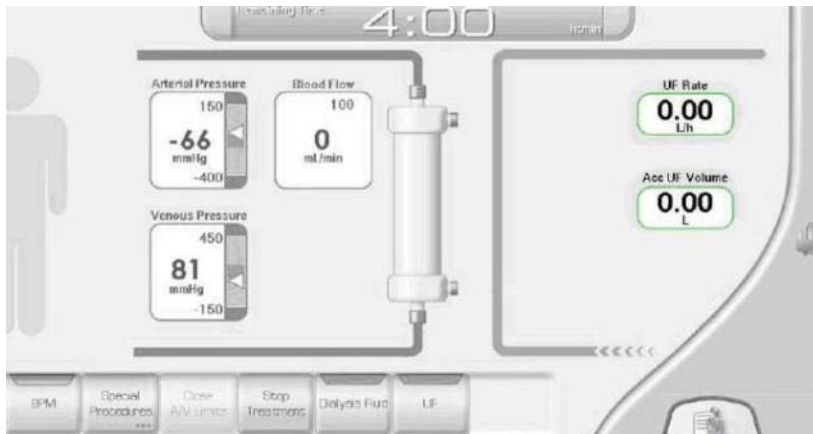 Remaining Time
4:00
h:min
Arterial Pressure
150
-66
mmHg
-400
Blood Flow
100
0
mL/min
UF Rate
0.00
L/h
Acc UF Volume
0.00
L
Venous Pressure
450
81
mmHg
-150
BPM
Special
Procedures
...
Close
A/V Limits
Stop
Treatment
Dialysis Fluid
UF